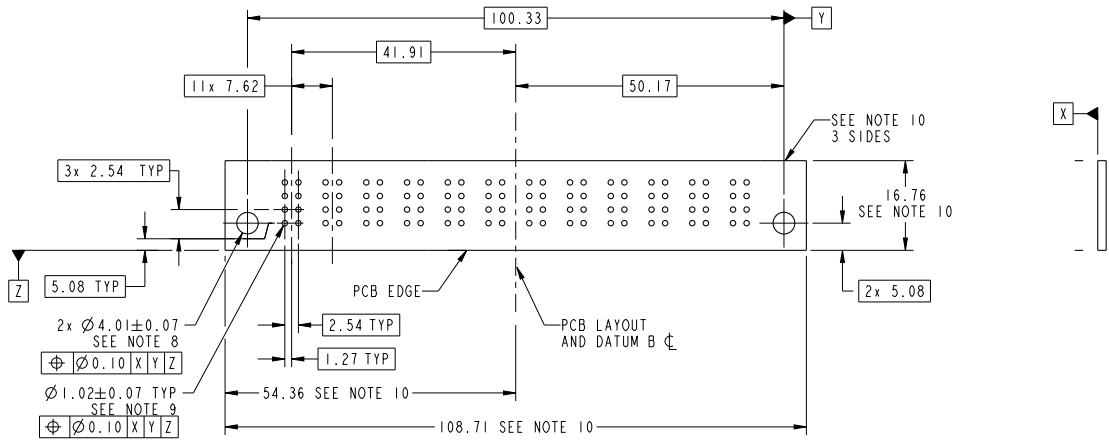 100.33
Y
41.91
11x 7.62
50.17
X
SEE NOTE 10
3 SIDES
3x 2.54 TYP
16.76
SEE NOTE 10
Z
5.08 TYP
PCB EDGE
2x 5.08
2x Ø4.01±0.07
SEE NOTE 8
⌖ Ø0.10 X Y Z
2.54 TYP
PCB LAYOUT
AND DATUM B ℄
1.27 TYP
Ø1.02±0.07 TYP
SEE NOTE 9
⌖ Ø0.10 X Y Z
54.36 SEE NOTE 10
108.71 SEE NOTE 10